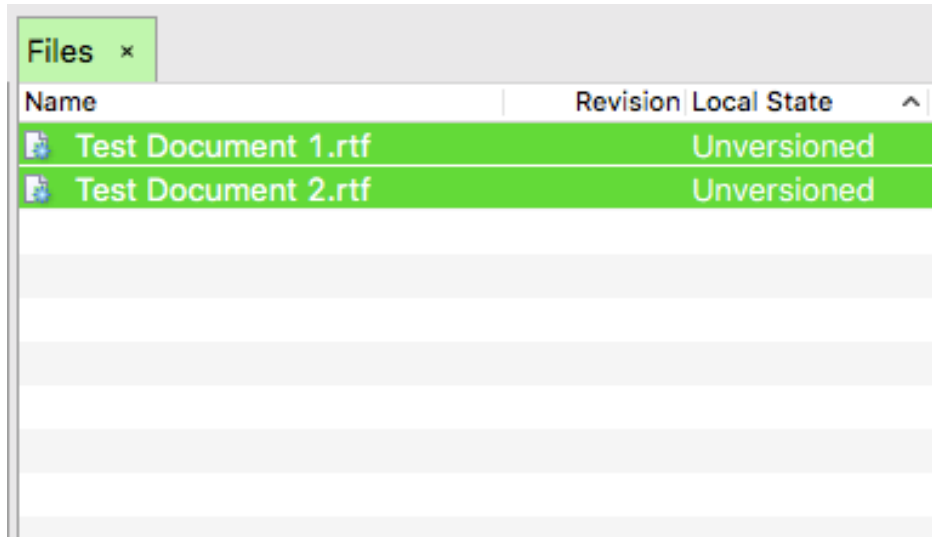 Files ×
Name Revision Local State
Test Document 1.rtf Unversioned
Test Document 2.rtf Unversioned